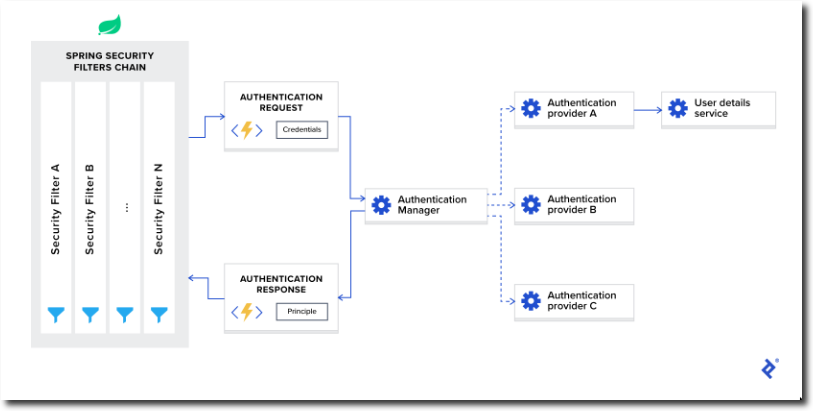 SPRING SECURITY
FILTERS CHAIN
Security Filter A
Security Filter B
...
Security Filter N
AUTHENTICATION
REQUEST
Credentials
AUTHENTICATION
RESPONSE
Principle
Authentication
Manager
Authentication
provider A
User details
service
Authentication
provider B
Authentication
provider C